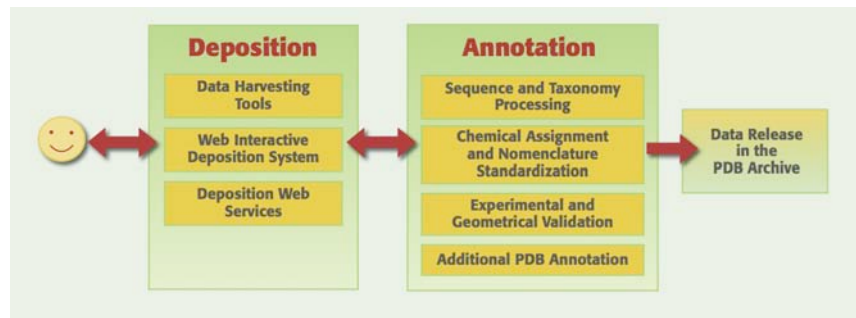 Deposition
Data Harvesting
Tools
Web Interactive
Deposition System
Deposition Web
Services
Annotation
Sequence and Taxonomy
Processing
Chemical Assignment
and Nomenclature
Standardization
Experimental and
Geometrical Validation
Additional PDB Annotation
Data Release
in the
PDB Archive